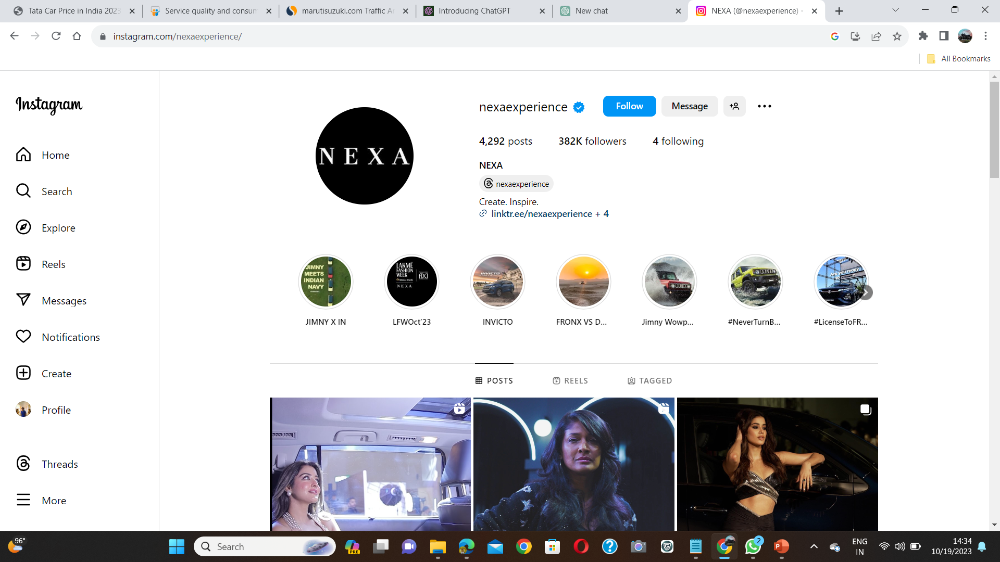 Tata Car Price in India 2023
Service quality and consum
marutisuzuki.com Traffic A
Introducing ChatGPT
New chat
NEXA (@nexaexperience) •
instagram.com/nexaexperience/
All Bookmarks
Instagram
Home
Search
Explore
Reels
Messages
Notifications
Create
Profile
Threads
More
NEXA
nexaexperience
Follow
Message
4,292 posts
382K followers
4 following
NEXA
nexaexperience
Create. Inspire.
linktr.ee/nexaexperience + 4
JIMNY
MEETS
INDIAN
NAVY
LAKMĒ
FASHION
WEEK
FDCI
NEXA
INVICTO
Are you ready
JIMNY X IN
LFWOct'23
INVICTO
FRONX VS D...
Jimny Wowp...
#NeverTurnB...
#LicenseToFR...
POSTS
REELS
TAGGED
96°
Search
PRE
2
ENG
IN
14:34
10/19/2023